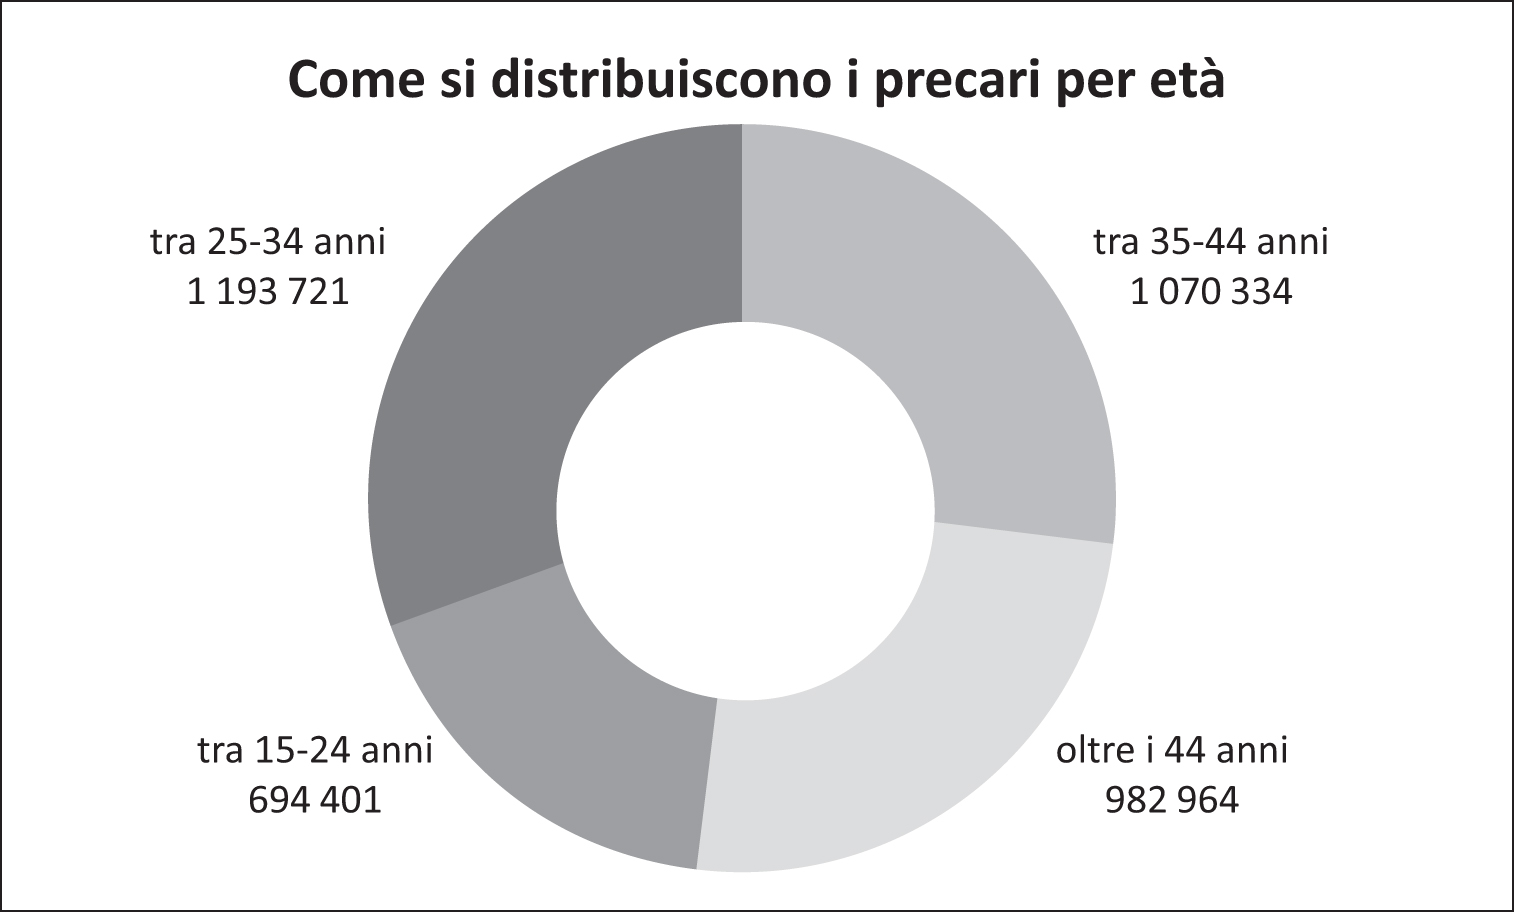 Come si distribuiscono i precari per età
tra 25-34 anni
1 193 721
tra 35-44 anni
1 070 334
tra 15-24 anni
694 401
oltre i 44 anni
982 964